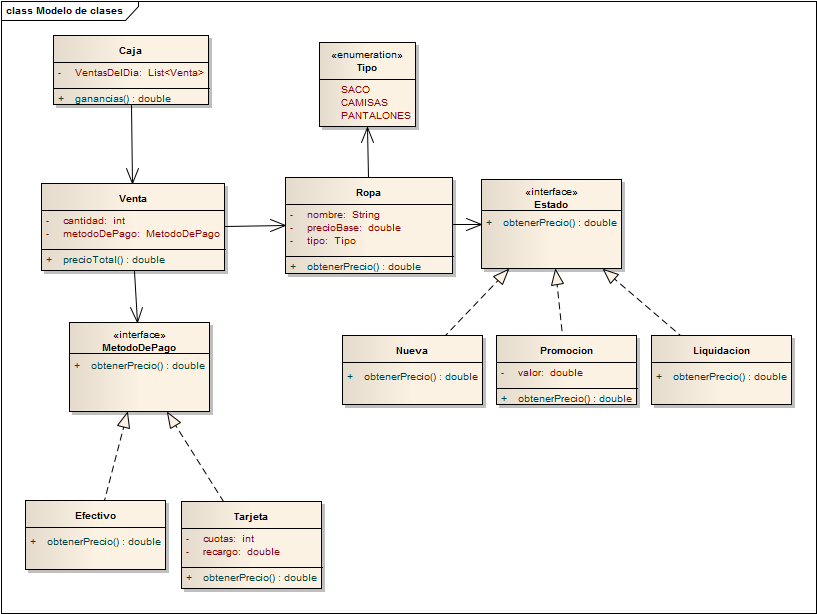 class Modelo de clases
Caja
- VentasDelDia: List<Venta>
+ ganancias() : double
«enumeration»
Tipo
SACO
CAMISAS
PANTALONES
Venta
- cantidad: int
- metodoDePago: MetodoDePago
+ precioTotal() : double
Ropa
- nombre: String
- precioBase: double
- tipo: Tipo
+ obtenerPrecio() : double
«interface»
Estado
+ obtenerPrecio() : double
«interface»
MetodoDePago
+ obtenerPrecio() : double
Nueva
+ obtenerPrecio() : double
Promocion
- valor: double
+ obtenerPrecio() : double
Liquidacion
+ obtenerPrecio() : double
Efectivo
+ obtenerPrecio() : double
Tarjeta
- cuotas: int
- recargo: double
+ obtenerPrecio() : double